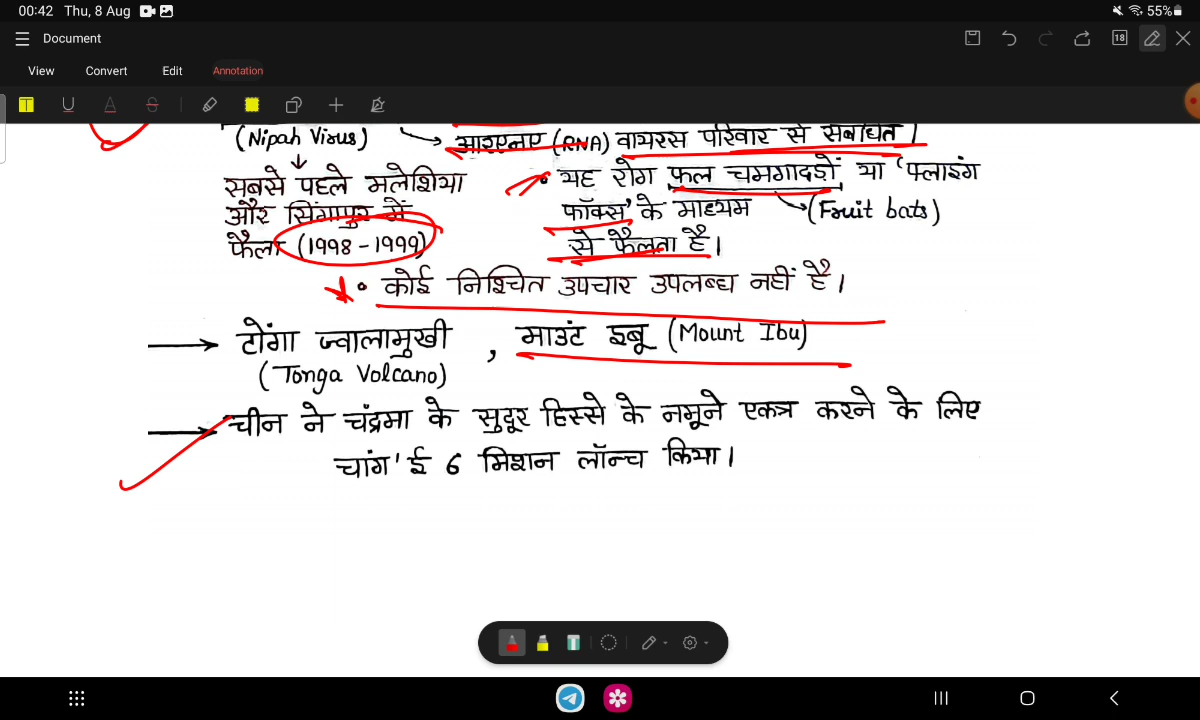 00:42 Thu, 8 Aug 55%
Document 18
View Convert Edit Annotation
(Nipah Virus) आरएनए (RNA) वायरस परिवार से संबंधित।
सबसे पहले मलेशिया
और सिंगापुर में
फैला (1998-1999)
• यह रोग फल चमगादड़ों या 'फ्लाइंग
फॉक्स' के माध्यम (Fruit bats)
से फैलता है।
• कोई निश्चित उपचार उपलब्ध नहीं है।
→ टोंगा ज्वालामुखी , माउंट इबू (Mount Ibu)
(Tonga Volcano)
→ चीन ने चंद्रमा के सुदूर हिस्से के नमूने एकत्र करने के लिए
चांग'ई 6 मिशन लॉन्च किया।